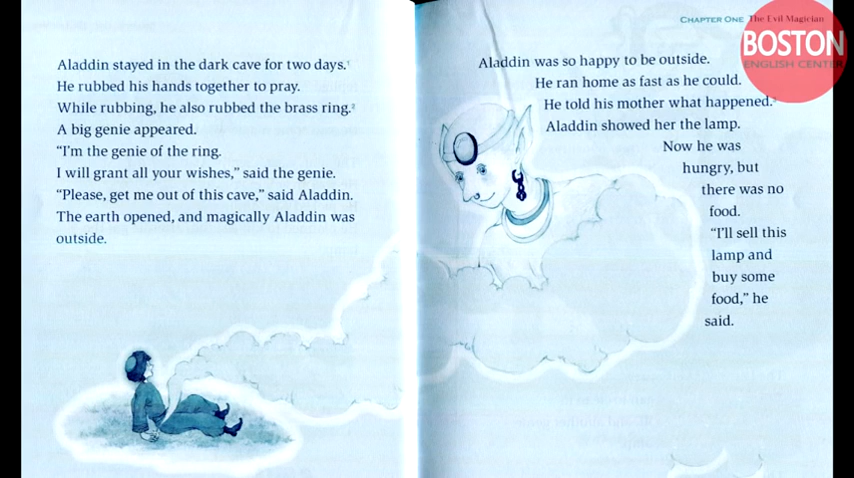 Aladdin stayed in the dark cave for two days.¹
He rubbed his hands together to pray.
While rubbing, he also rubbed the brass ring.²
A big genie appeared.
“I’m the genie of the ring.
I will grant all your wishes,” said the genie.
“Please, get me out of this cave,” said Aladdin.
The earth opened, and magically Aladdin was
outside.
CHAPTER ONE The Evil Magician
BOSTON
ENGLISH CENTER
Aladdin was so happy to be outside.
He ran home as fast as he could.
He told his mother what happened.³
Aladdin showed her the lamp.
Now he was
hungry, but
there was no
food.
“I’ll sell this
lamp and
buy some
food,” he
said.